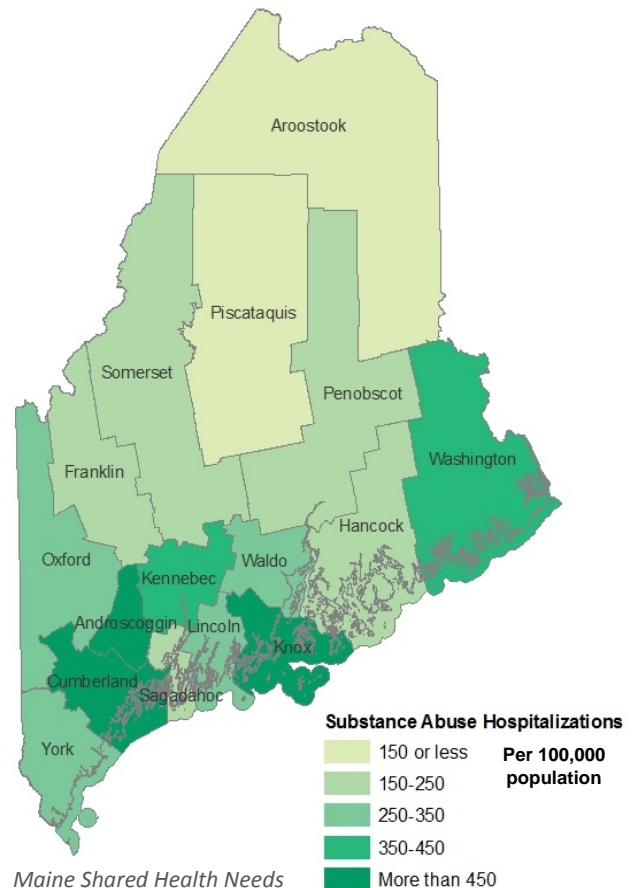 Aroostook
Piscataquis
Somerset
Penobscot
Washington
Franklin
Hancock
Oxford
Waldo
Kennebec
Androscoggin
Lincoln
Knox
Cumberland
Sagadahoc
York
Substance Abuse Hospitalizations
150 or less
Per 100,000
population
150-250
250-350
350-450
More than 450
Maine Shared Health Needs